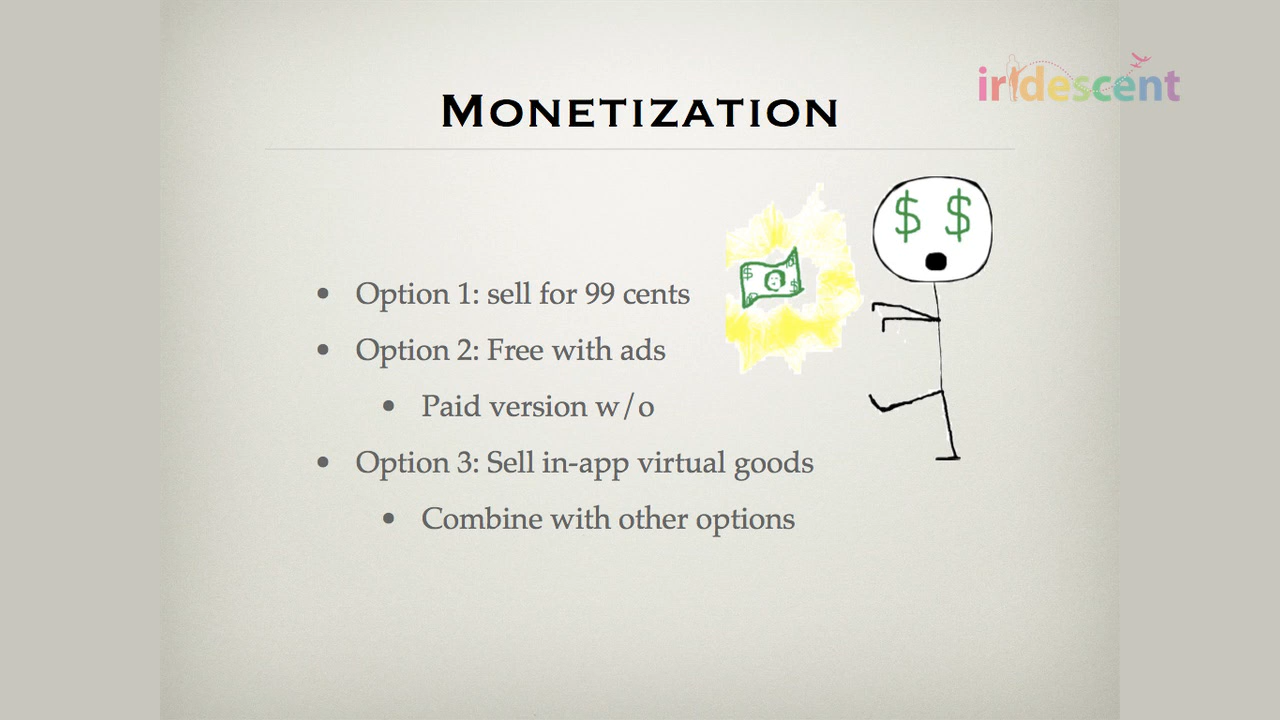 iridescent
Monetization
$ $
$
$
• Option 1: sell for 99 cents
• Option 2: Free with ads
• Paid version w/o
• Option 3: Sell in-app virtual goods
• Combine with other options